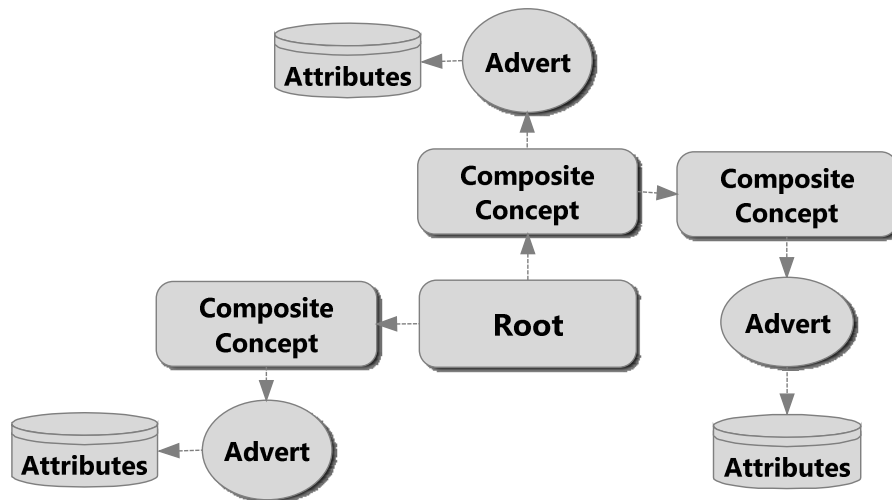 Attributes
Advert
Composite
Concept
Composite
Concept
Composite
Concept
Root
Advert
Attributes
Advert
Attributes